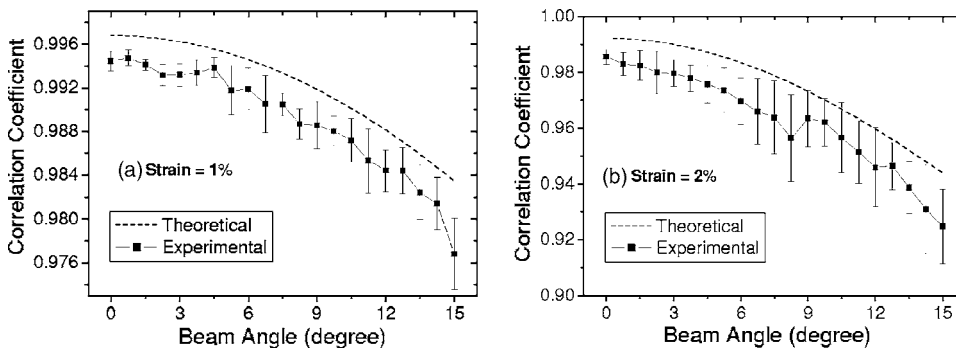 0.996
0.992
0.988
0.984
0.980
0.976
Correlation Coefficient
(a) Strain = 1%
Theoretical
Experimental
0 3 6 9 12 15
Beam Angle (degree)
1.00
0.98
0.96
0.94
0.92
0.90
Correlation Coefficient
(b) Strain = 2%
Theoretical
Experimental
0 3 6 9 12 15
Beam Angle (degree)